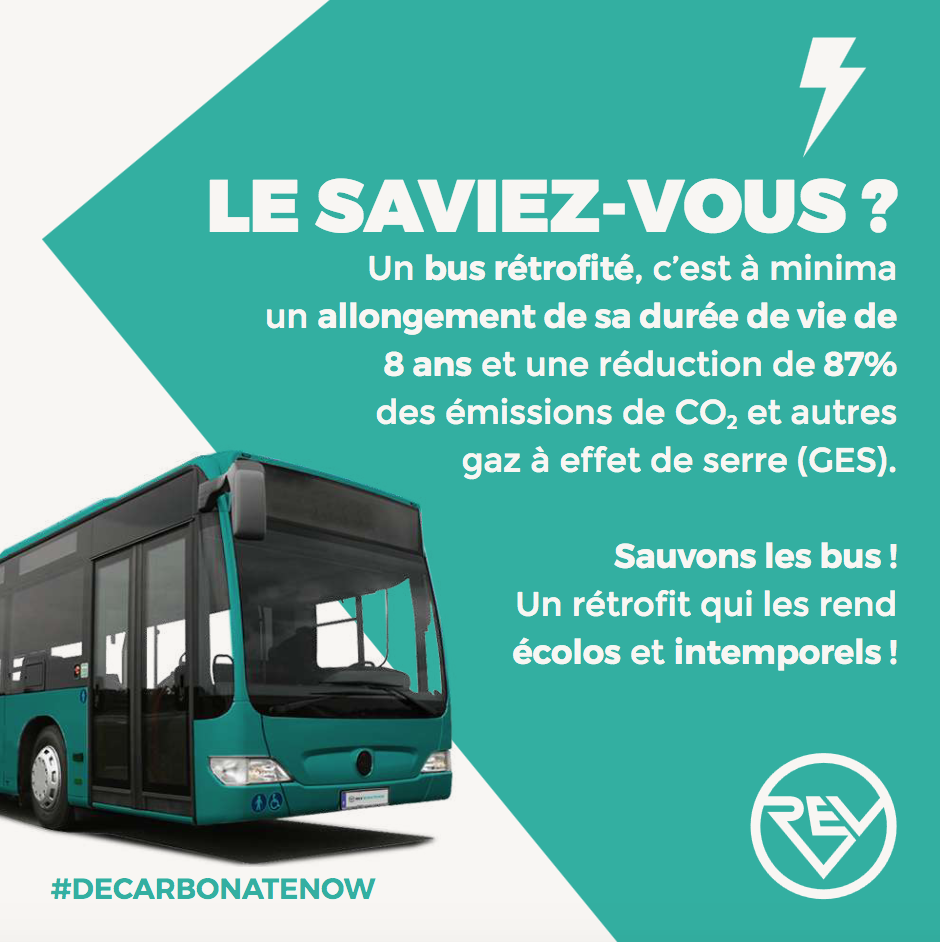 LE SAVIEZ-VOUS ?
Un bus rétrofité, c’est à minima
un allongement de sa durée de vie de
8 ans et une réduction de 87%
des émissions de CO₂ et autres
gaz à effet de serre (GES).
Sauvons les bus !
Un rétrofit qui les rend
écolos et intemporels !
REV
#DECARBONATENOW